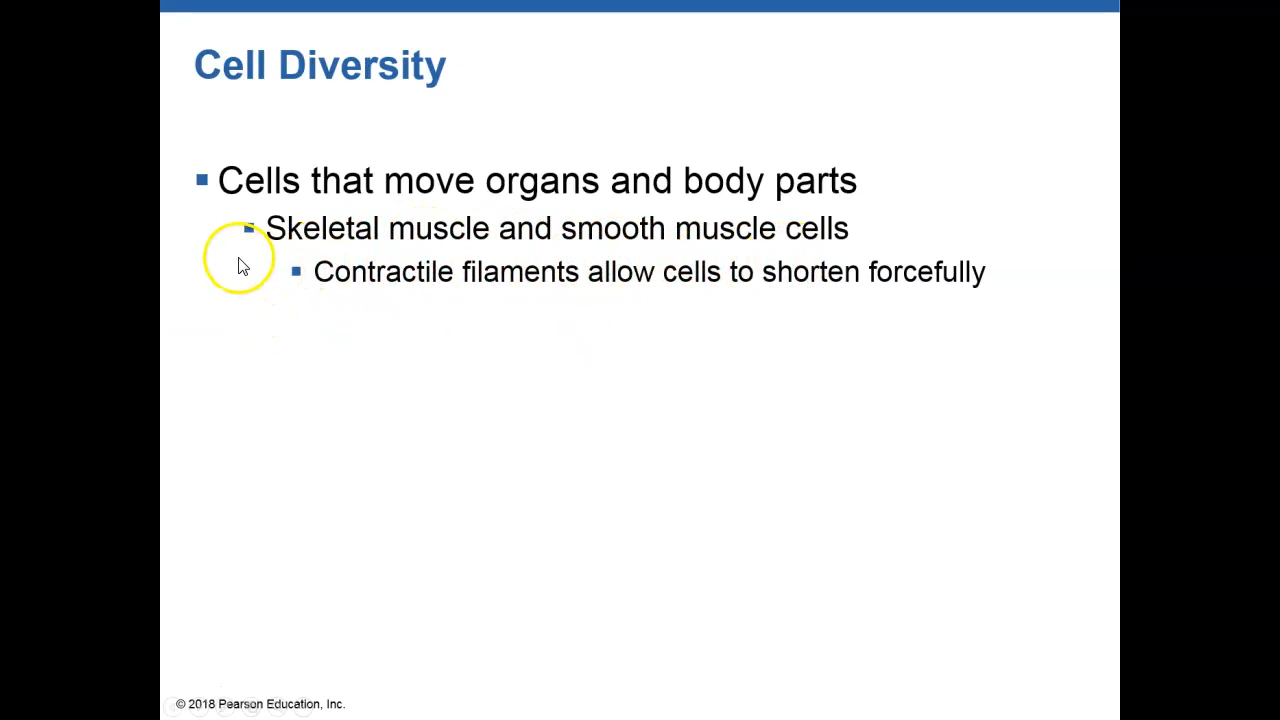 Cell Diversity
Cells that move organs and body parts
Skeletal muscle and smooth muscle cells
Contractile filaments allow cells to shorten forcefully
© 2018 Pearson Education, Inc.